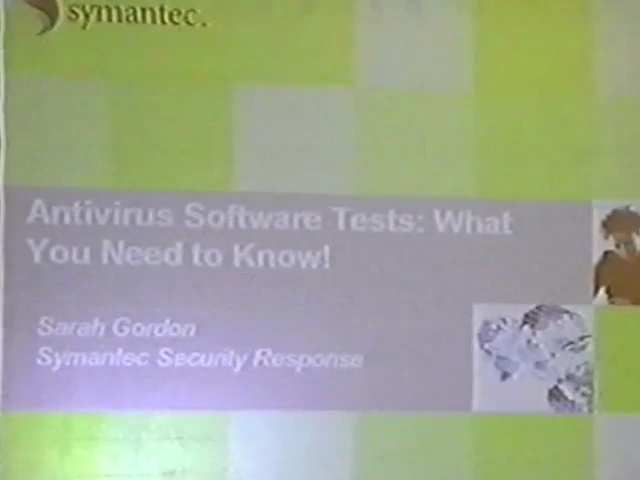 symantec.
Antivirus Software Tests: What
You Need to Know!
Sarah Gordon
Symantec Security Response